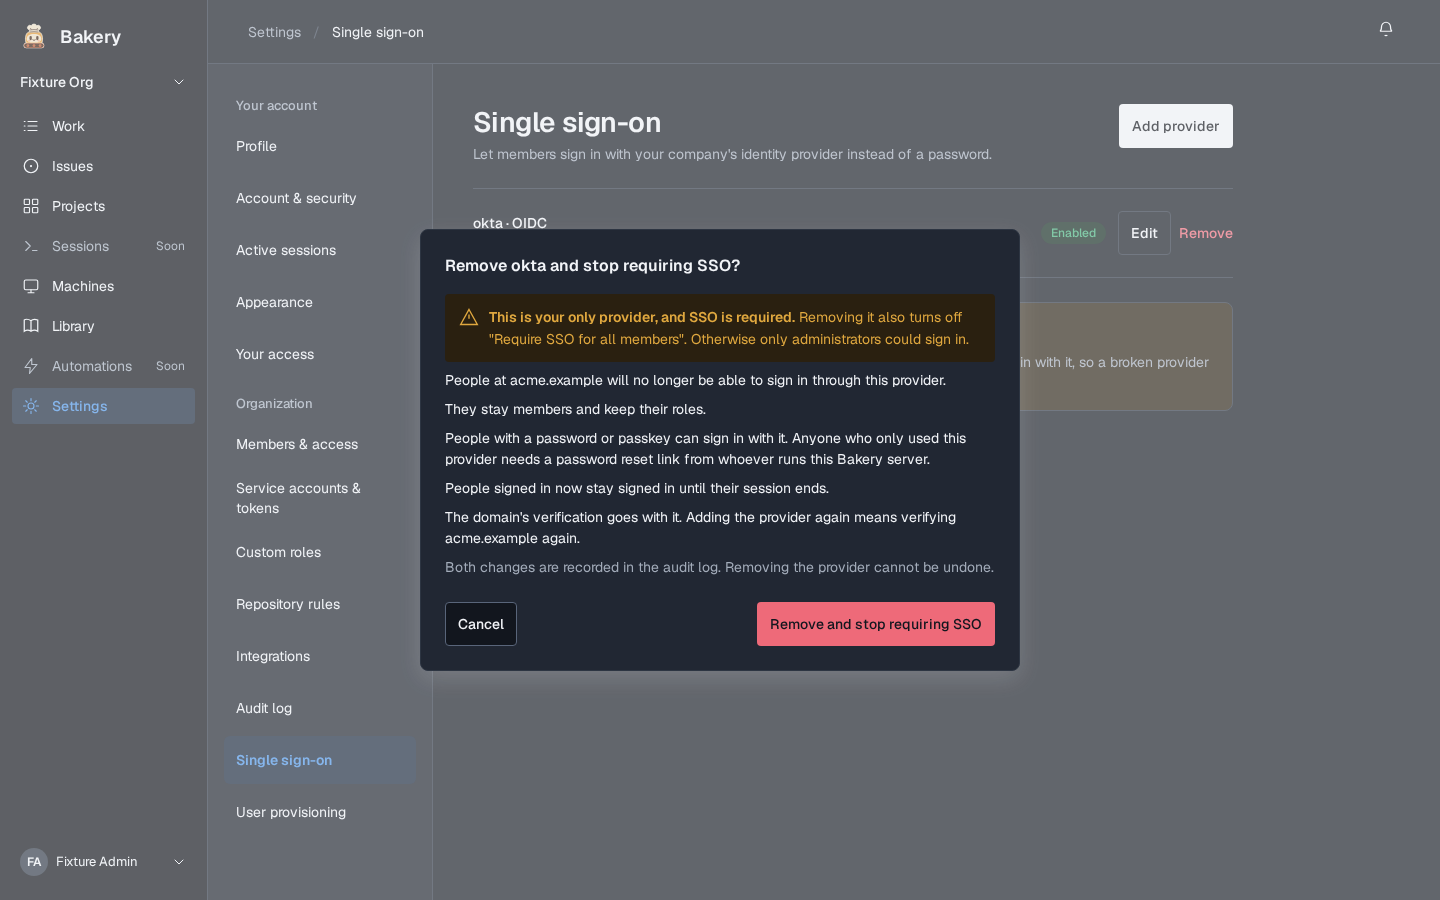 Bakery
Fixture Org
Work
Issues
Projects
Sessions Soon
Machines
Library
Automations Soon
Settings
FA Fixture Admin
Settings / Single sign-on
Your account
Profile
Account & security
Active sessions
Appearance
Your access
Organization
Members & access
Service accounts &
tokens
Custom roles
Repository rules
Integrations
Audit log
Single sign-on
User provisioning
Single sign-on
Let members sign in with your company's identity provider instead of a password.
Add provider
okta · OIDC
Enabled Edit Remove
in with it, so a broken provider
Remove okta and stop requiring SSO?
This is your only provider, and SSO is required. Removing it also turns off
"Require SSO for all members". Otherwise only administrators could sign in.
People at acme.example will no longer be able to sign in through this provider.
They stay members and keep their roles.
People with a password or passkey can sign in with it. Anyone who only used this
provider needs a password reset link from whoever runs this Bakery server.
People signed in now stay signed in until their session ends.
The domain's verification goes with it. Adding the provider again means verifying
acme.example again.
Both changes are recorded in the audit log. Removing the provider cannot be undone.
Cancel
Remove and stop requiring SSO